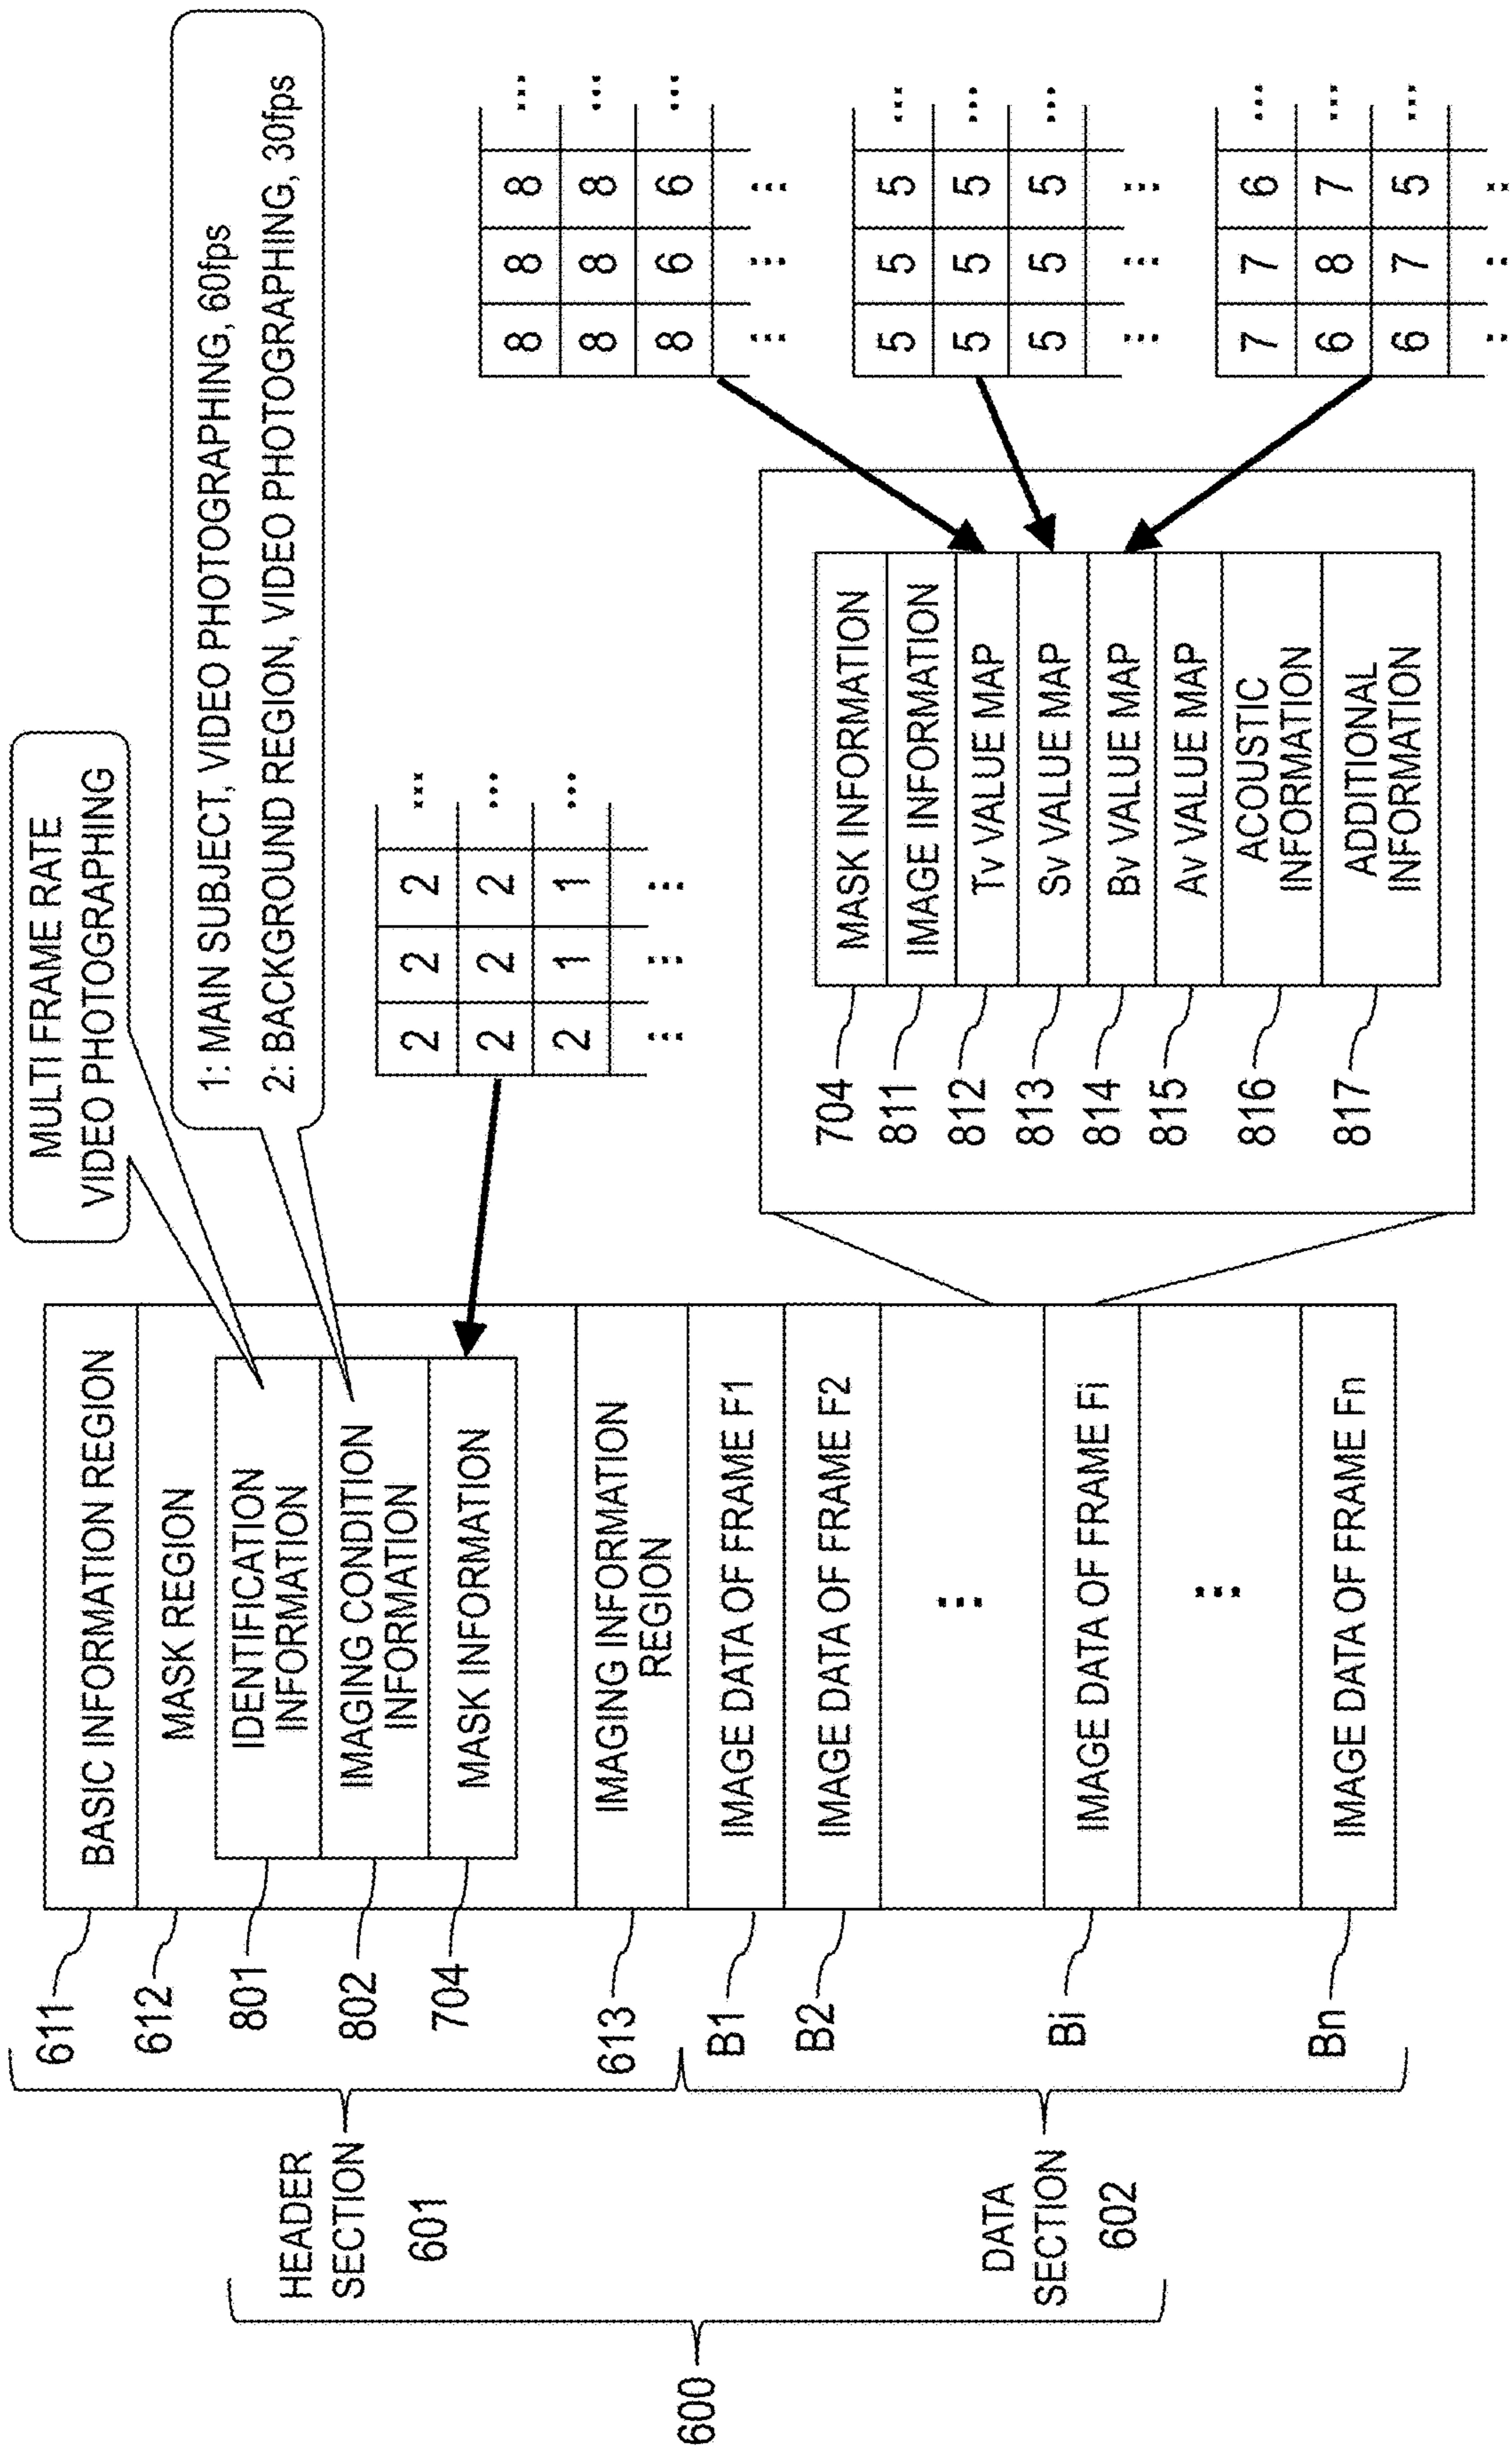 MULTI FRAME RATE
VIDEO PHOTOGRAPHING
1: MAIN SUBJECT, VIDEO PHOTOGRAPHING, 60fps
2: BACKGROUND REGION, VIDEO PHOTOGRAPHING, 30fps
600
HEADER
SECTION
601
DATA
SECTION
602
611
BASIC INFORMATION REGION
612
MASK REGION
801
IDENTIFICATION
INFORMATION
802
IMAGING CONDITION
INFORMATION
704
MASK INFORMATION
613
IMAGING INFORMATION
REGION
B1
IMAGE DATA OF FRAME F1
B2
IMAGE DATA OF FRAME F2
⋮
Bi
IMAGE DATA OF FRAME Fi
⋮
Bn
IMAGE DATA OF FRAME Fn
2 2 2 ...
2 2 2 ...
2 1 1 ...
⋮ ⋮ ⋮
704
MASK INFORMATION
811
IMAGE INFORMATION
812
Tv VALUE MAP
813
Sv VALUE MAP
814
Bv VALUE MAP
815
Av VALUE MAP
816
ACOUSTIC
INFORMATION
817
ADDITIONAL
INFORMATION
8 8 8 ...
8 8 8 ...
8 6 6 ...
⋮ ⋮ ⋮
5 5 5 ...
5 5 5 ...
5 5 5 ...
⋮ ⋮ ⋮
7 7 6 ...
6 8 7 ...
6 7 5 ...
⋮ ⋮ ⋮